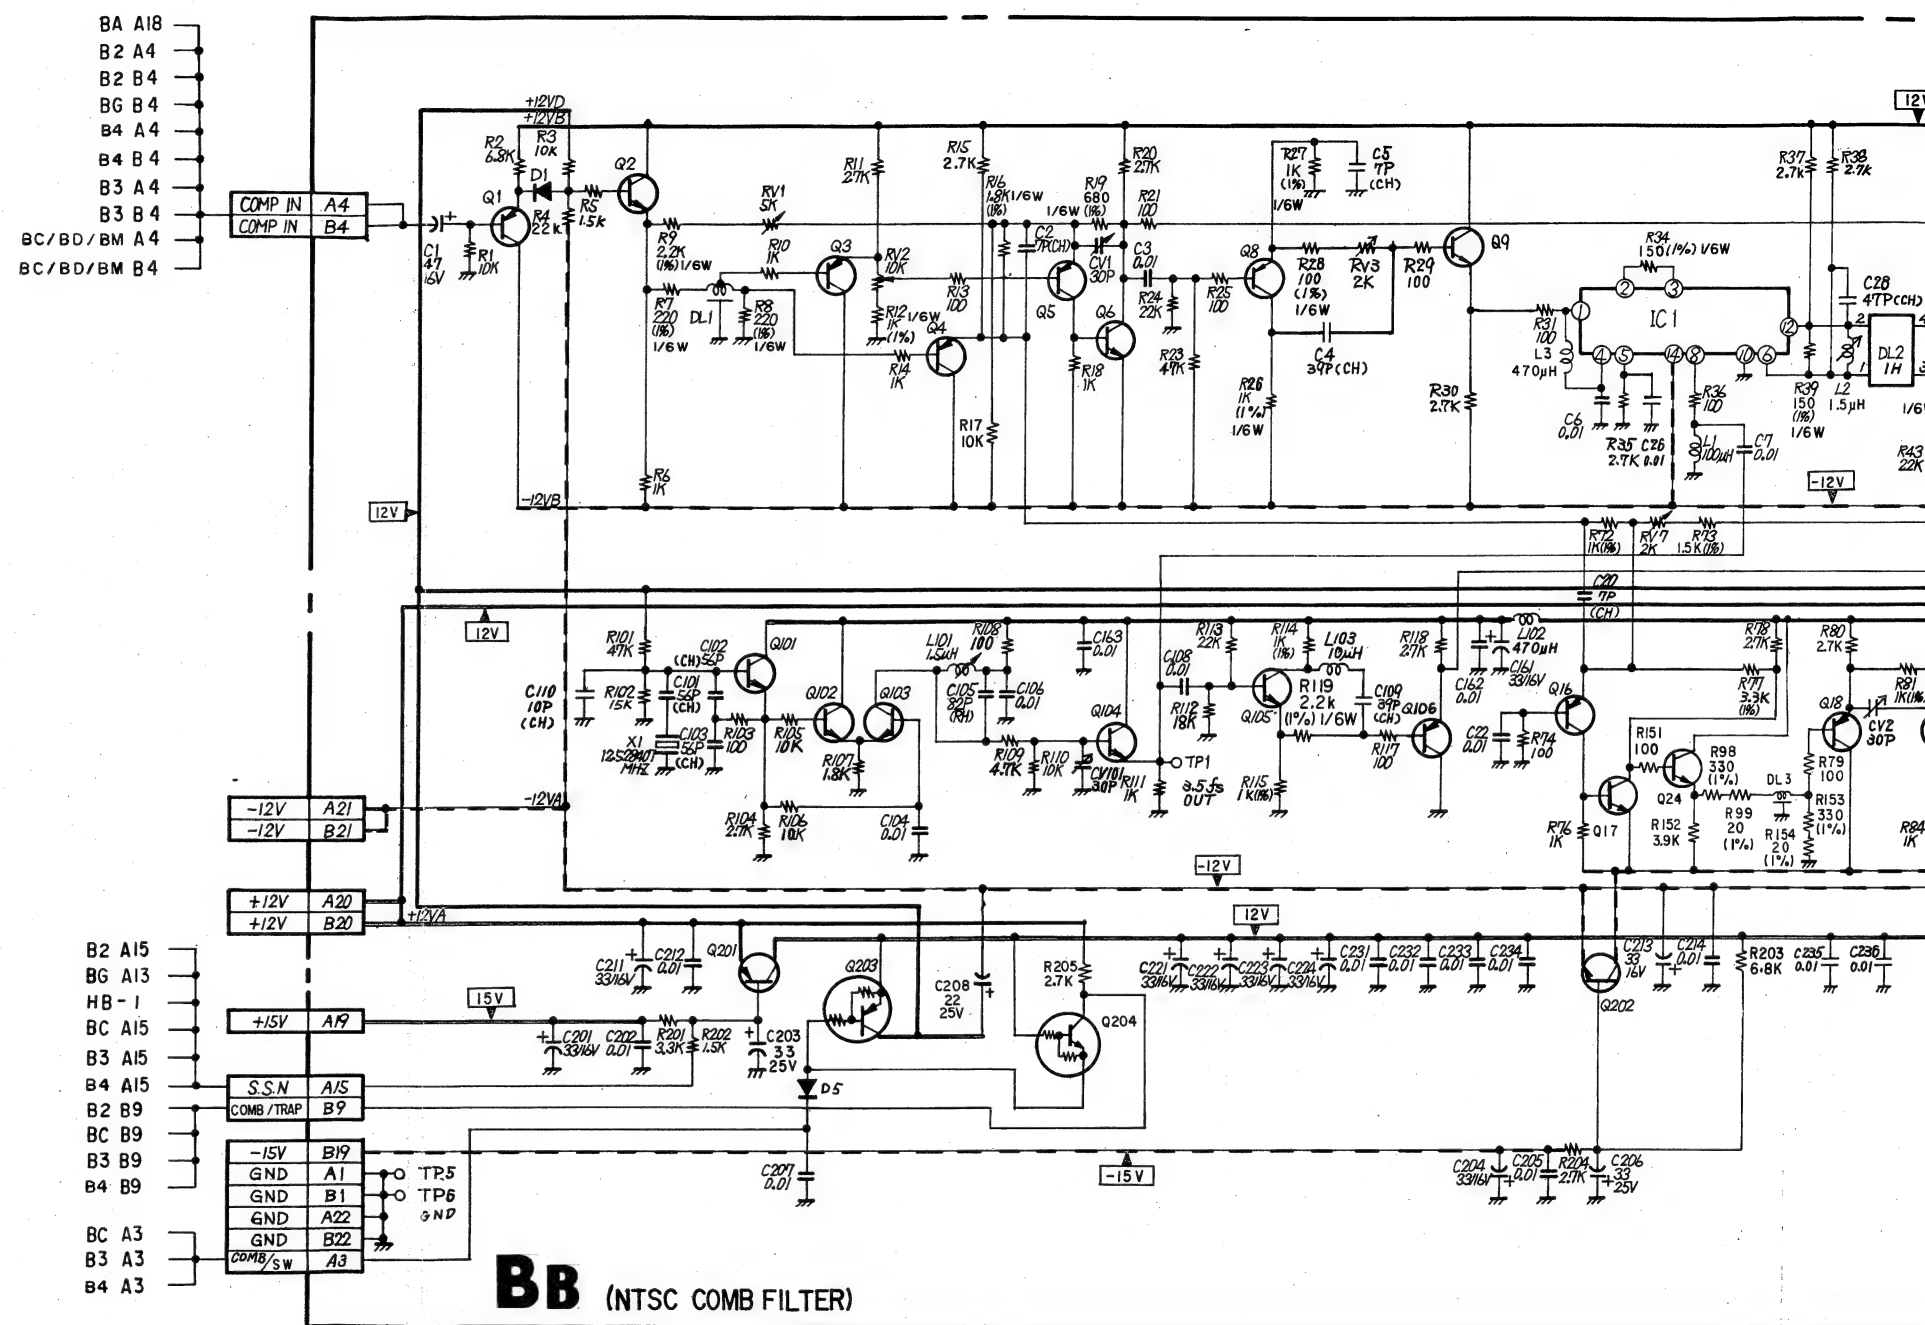 BA A18
B2 A4
B2 B4
BG B4
B4 A4
B4 B4
B3 A4
B3 B4
BC/BD/BM A4
BC/BD/BM B4
COMP IN A4
COMP IN B4
C1
47
16V
R1
10K
Q1
R2
6.8K
R3
10K
+12VD
+12VB
D1
R4
22K
R5
1.5K
Q2
R9
2.2K
(1%) 1/6W
RV1
5K
R10
1K
R7
220
(1%)
1/6W
DL1
R8
220
(1%)
1/6W
Q3
R11
2.7K
RV2
10K
R12
1K
(1%)
1/6W
R13
100
R14
1K
Q4
R15
2.7K
R16
1.8K
(1%)
1/6W
C2
7P(CH)
R17
10K
1/6W
R19
680
(1%)
CV1
30P
Q5
R18
1K
Q6
R20
2.7K
R21
100
C3
0.01
R24
22K
R23
47K
R25
100
Q8
R27
1K
(1%)
1/6W
C5
7P
(CH)
R28
100
(1%)
1/6W
RV3
2K
R29
100
C4
39P(CH)
R26
1K
(1%)
1/6W
Q9
R30
2.7K
R31
100
L3
470μH
R34
150(1%) 1/6W
IC1
1
2
3
4
5
14
8
10
6
12
C6
0.01
R35
2.7K
C26
0.01
R36
100
L1
100μH
C7
0.01
R37
2.7K
R38
2.7K
C28
47P(CH)
R39
150
(1%)
1/6W
L2
1.5μH
DL2
1H
2
1
R43
22K
12V
-12V
R6
1K
-12VB
12V
R72
1K(1%)
RV7
2K
R73
1.5K(1%)
C20
7P
(CH)
12V
C110
10P
(CH)
R101
47K
R102
15K
X1
12.52840T
MHZ
C102
(CH)56P
C101
56P
(CH)
C103
56P
(CH)
Q101
R103
100
R105
10K
R104
2.7K
R106
10K
Q102
Q103
R107
1.8K
C104
0.01
L101
1.5μH
R108
100
C105
82P
(RH)
C106
0.01
R109
4.7K
R110
10K
CV101
30P
C163
0.01
Q104
R111
1K
TP1
3.5fs
OUT
C108
0.01
R113
22K
R112
18K
Q105
R114
1K
(1%)
L103
10μH
R119
2.2K
(1%) 1/6W
C109
39P
(CH)
R115
1K(1%)
R117
100
Q106
R118
2.7K
C162
0.01
C161
33/16V
L102
470μH
C22
0.01
R74
100
Q16
R76
1K
Q17
R151
100
R78
2.7K
R77
3.3K
(1%)
Q24
R98
330
(1%)
R152
3.9K
R99
20
(1%)
DL3
R154
20
(1%)
R153
330
(1%)
R79
100
R80
2.7K
Q18
CV2
30P
R81
1K(1%)
R84
1K
-12V A21
-12V B21
-12VA
-12V
+12V A20
+12V B20
+12VA
12V
B2 A15
BG A13
HB-1
BC A15
B3 A15
B4 A15
+15V A19
15V
C201
33/16V
C202
0.01
R201
3.3K
R202
1.5K
C211
33/16V
C212
0.01
Q201
C203
33
25V
Q203
D5
C208
22
25V
R205
2.7K
Q204
C221
33/16V
C222
33/16V
C223
33/16V
C224
33/16V
C231
0.01
C232
0.01
C233
0.01
C234
0.01
Q202
C213
33
16V
C214
0.01
R203
6.8K
C235
0.01
C236
0.01
S.S.N A15
COMB/TRAP B9
B2 B9
BC B9
B3 B9
B4 B9
-15V B19
GND A1
GND B1
GND A22
GND B22
COMB/SW A3
TP5
TP6
GND
C207
0.01
-15V
C204
33/16V
C205
0.01
R204
2.7K
C206
33
25V
BC A3
B3 A3
B4 A3
BB (NTSC COMB FILTER)